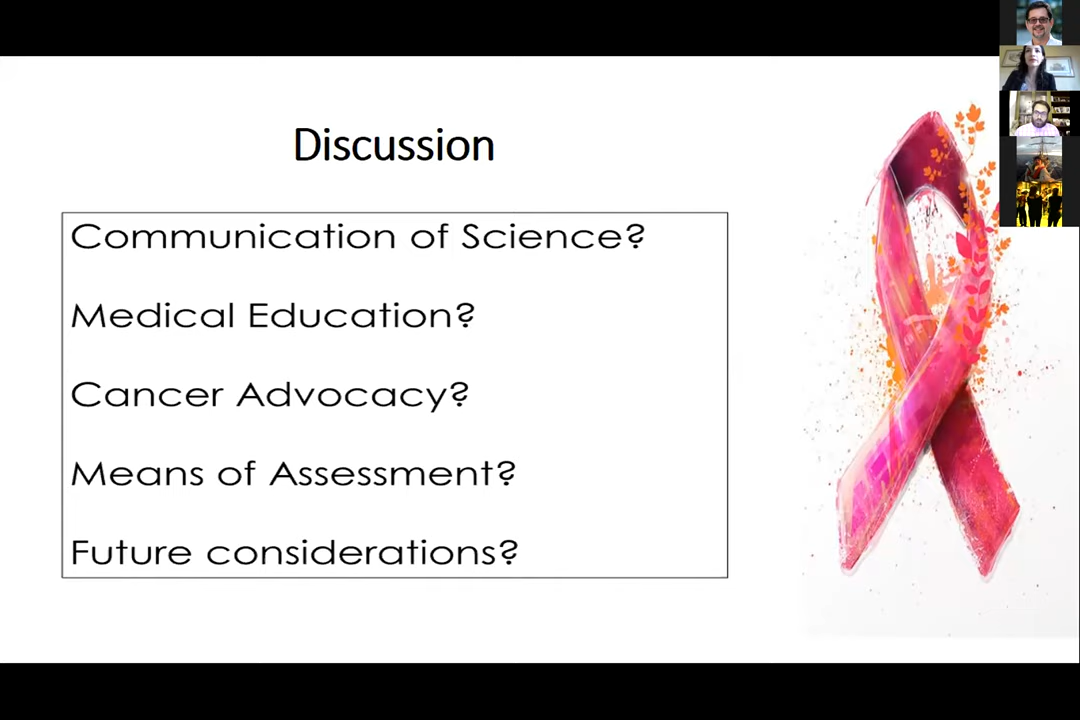 Discussion
Communication of Science?
Medical Education?
Cancer Advocacy?
Means of Assessment?
Future considerations?